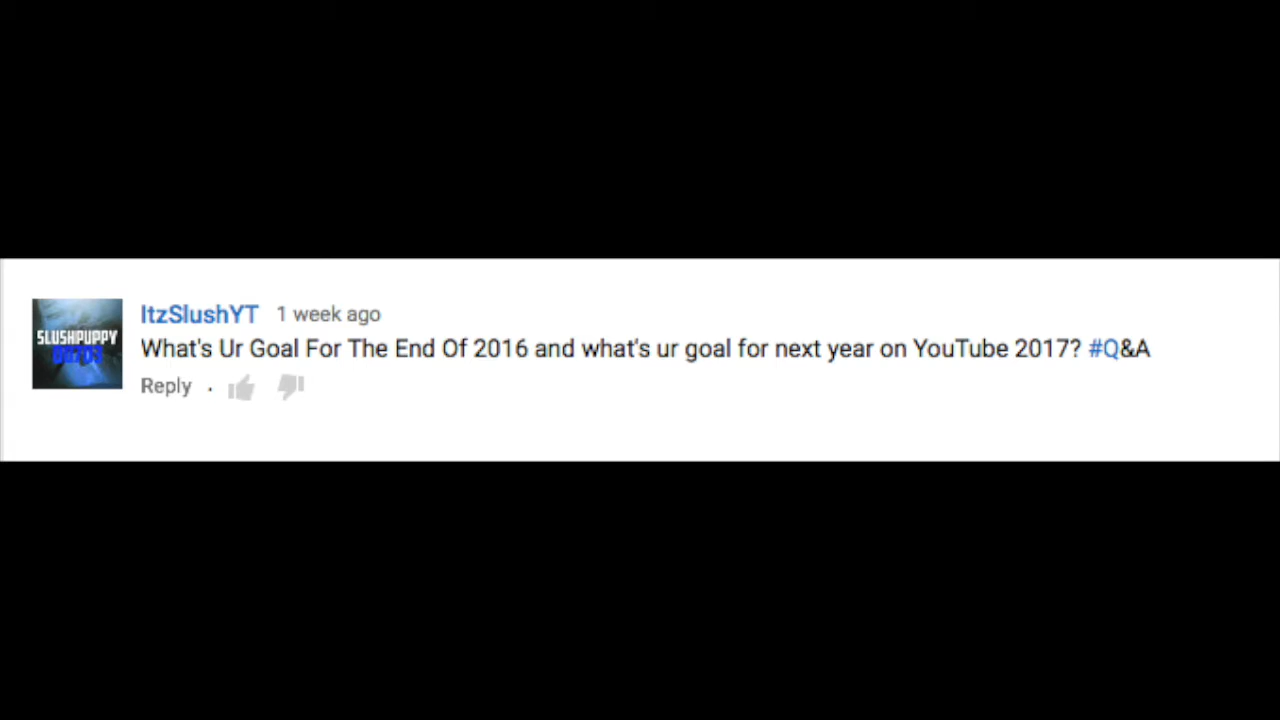 SLUSHPUPPY
ItzSlushYT 1 week ago
What's Ur Goal For The End Of 2016 and what's ur goal for next year on YouTube 2017? #Q&A
Reply .